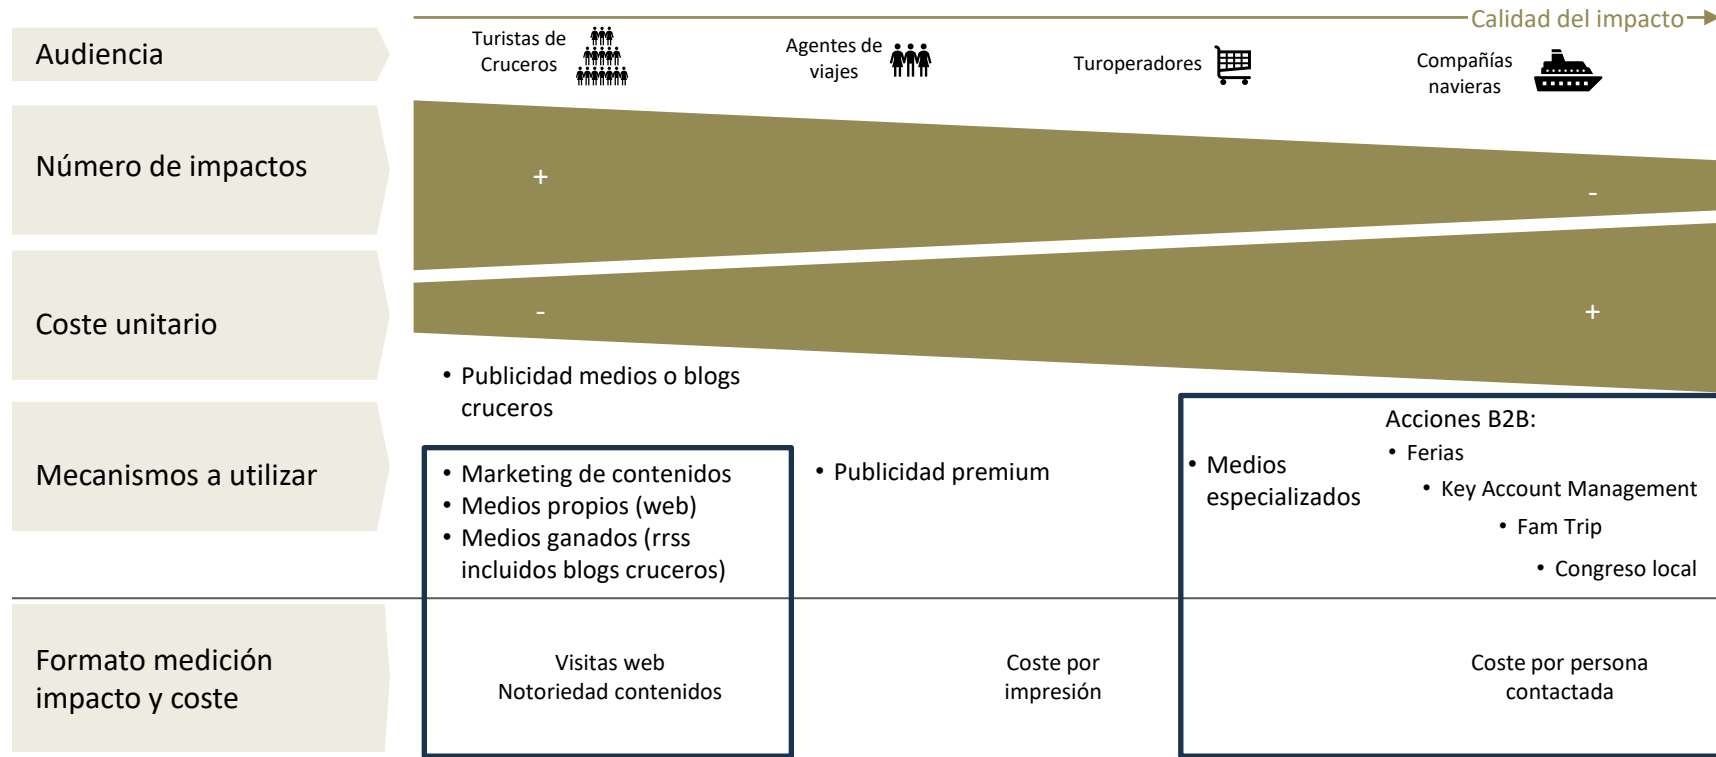 Calidad del impacto
Audiencia
Turistas de
Cruceros
Agentes de
viajes
Turoperadores
Compañías
navieras
Número de impactos
+
-
Coste unitario
-
+
• Publicidad medios o blogs
cruceros
Mecanismos a utilizar
• Marketing de contenidos
• Medios propios (web)
• Medios ganados (rrss
incluidos blogs cruceros)
• Publicidad premium
• Medios
especializados
Acciones B2B:
• Ferias
• Key Account Management
• Fam Trip
• Congreso local
Formato medición
impacto y coste
Visitas web
Notoriedad contenidos
Coste por
impresión
Coste por persona
contactada